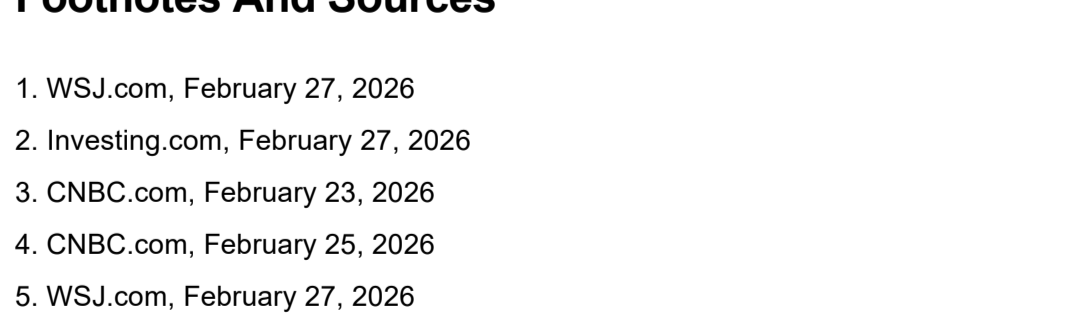 Footnotes And Sources
1. WSJ.com, February 27, 2026
2. Investing.com, February 27, 2026
3. CNBC.com, February 23, 2026
4. CNBC.com, February 25, 2026
5. WSJ.com, February 27, 2026